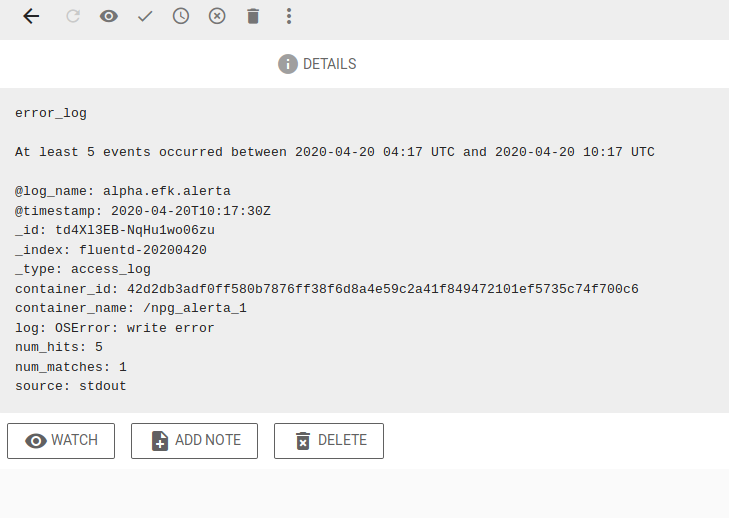 DETAILS
error_log
At least 5 events occurred between 2020-04-20 04:17 UTC and 2020-04-20 10:17 UTC
@log_name: alpha.efk.alerta
@timestamp: 2020-04-20T10:17:30Z
_id: td4Xl3EB-NqHu1wo06zu
_index: fluentd-20200420
_type: access_log
container_id: 42d2db3adf0ff580b7876ff38f6d8a4e59c2a41f849472101ef5735c74f700c6
container_name: /npg_alerta_1
log: OSError: write error
num_hits: 5
num_matches: 1
source: stdout
WATCH ADD NOTE DELETE